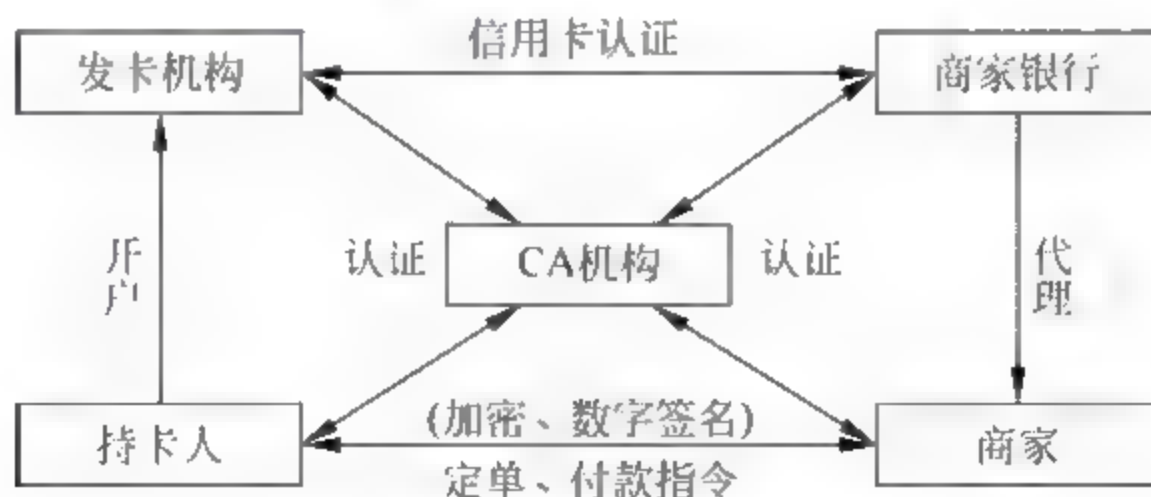 信用卡认证
发卡机构
商家银行
开户
认证
CA机构
认证
代理
(加密、数字签名)
持卡人
商家
定单、付款指令